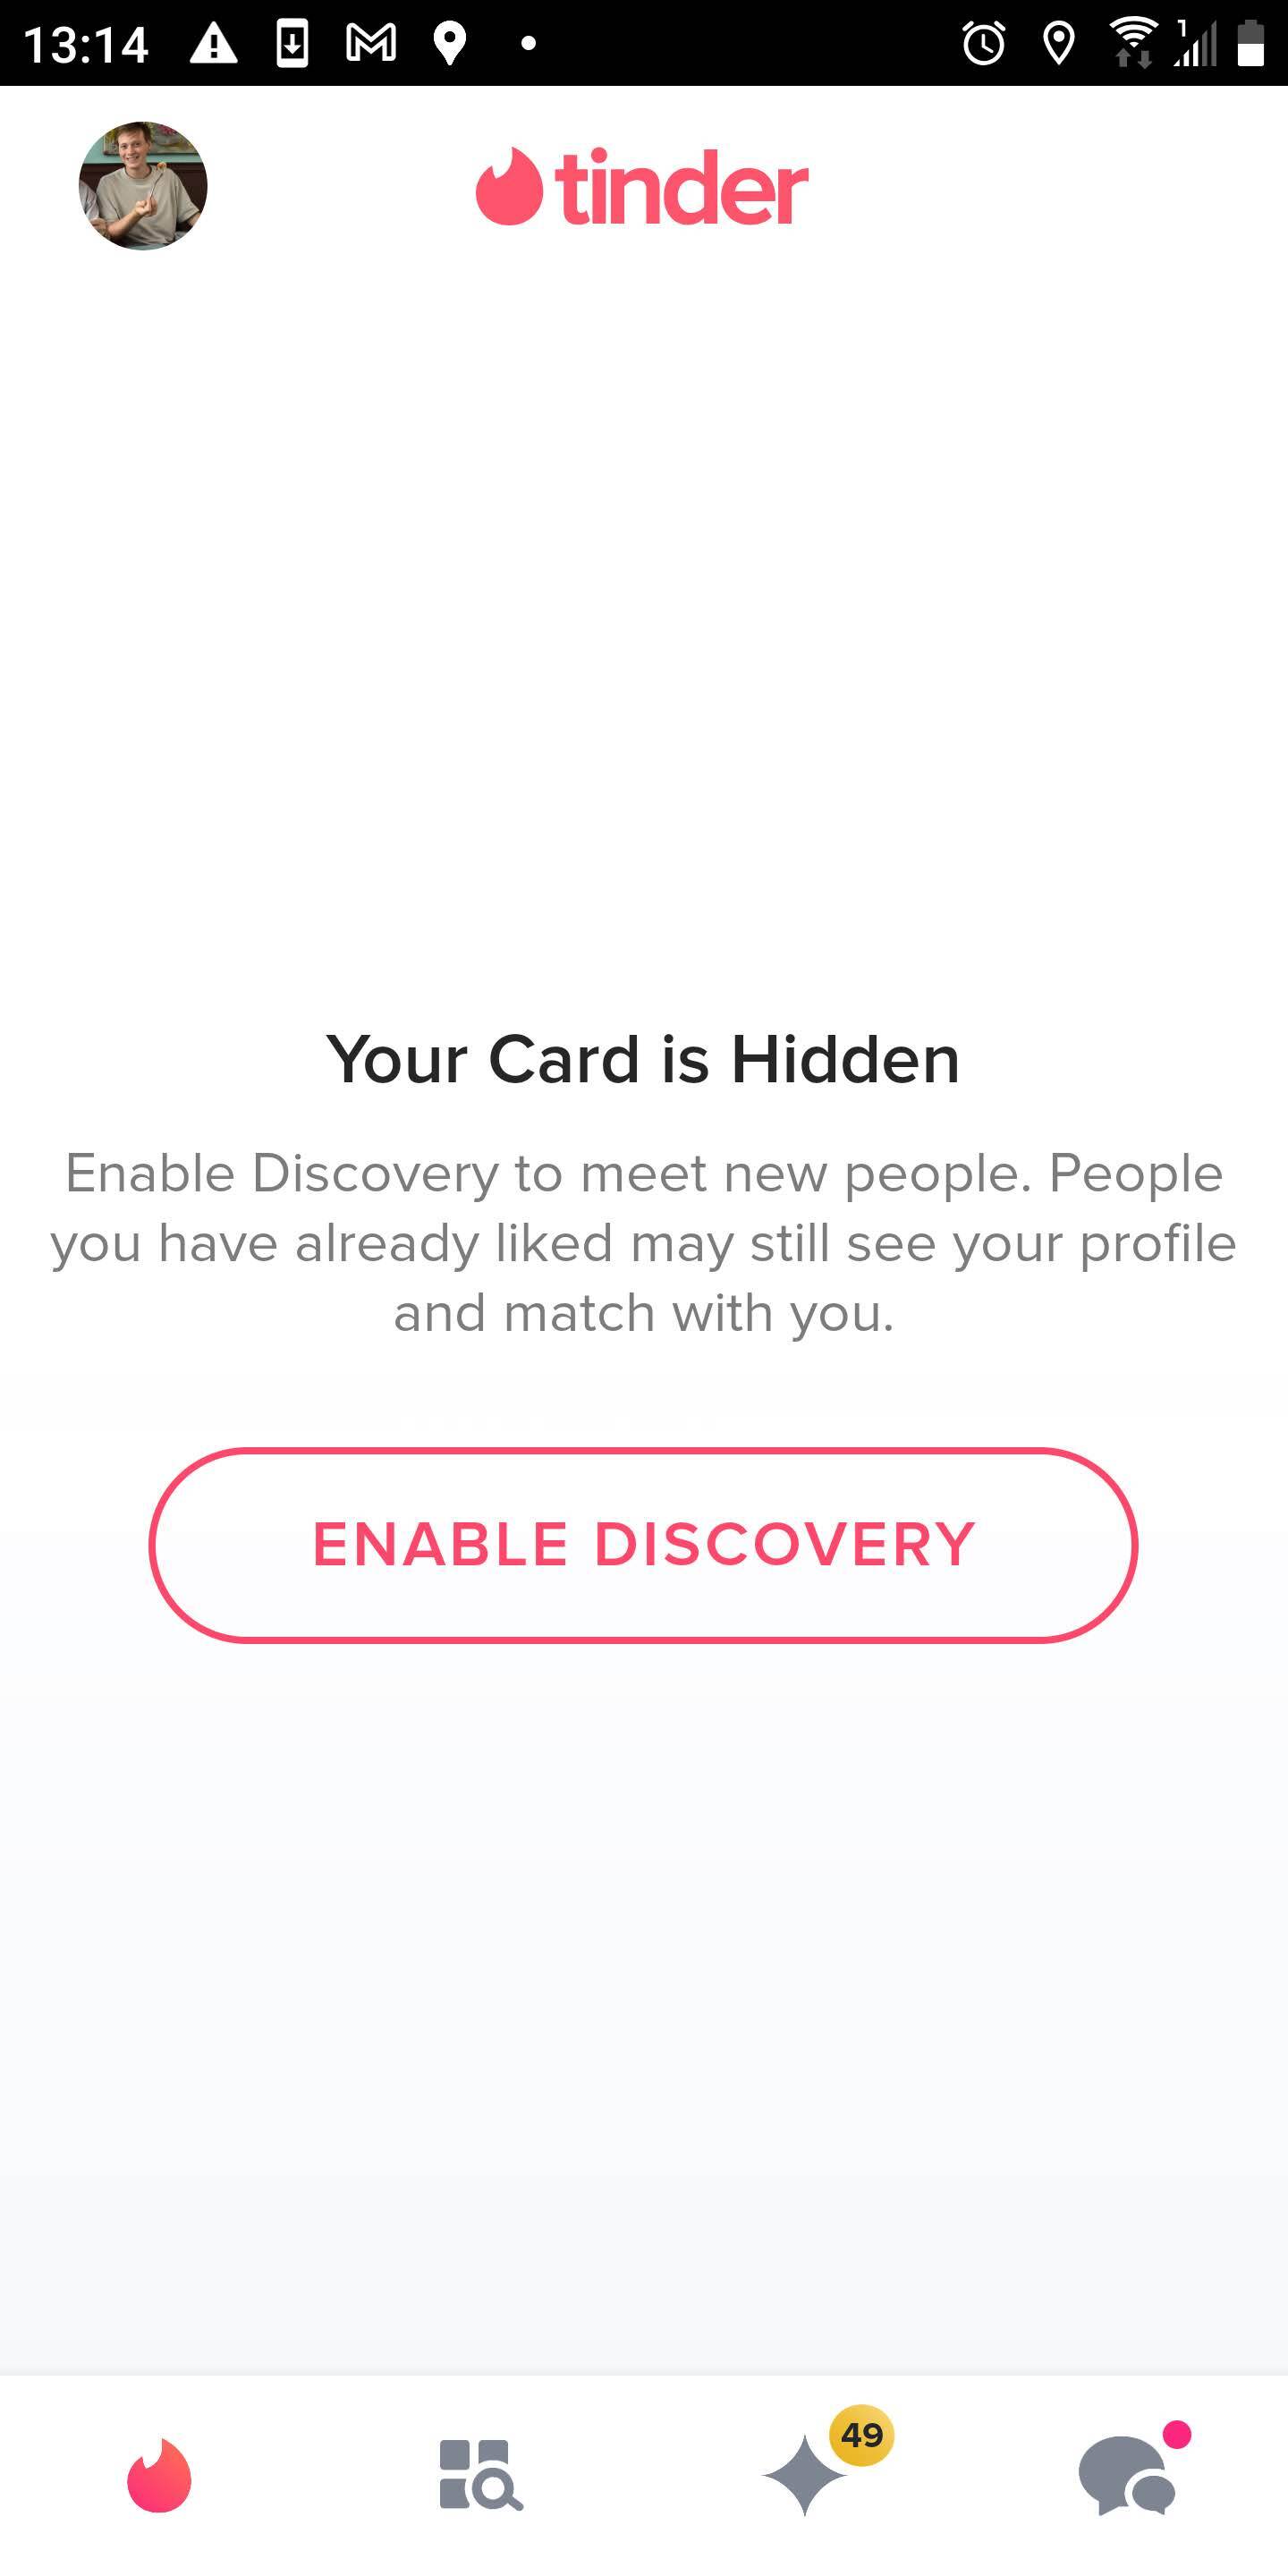 13:14
1
tinder
Your Card is Hidden
Enable Discovery to meet new people. People
you have already liked may still see your profile
and match with you.
ENABLE DISCOVERY
49